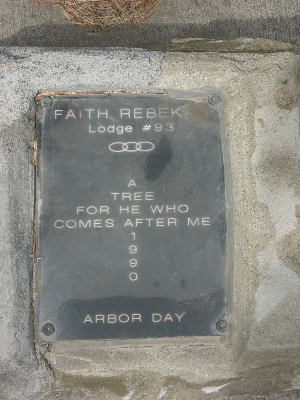 FAITH REBEK
Lodge #93
A
TREE
FOR HE WHO
COMES AFTER ME
1
9
9
0
ARBOR DAY